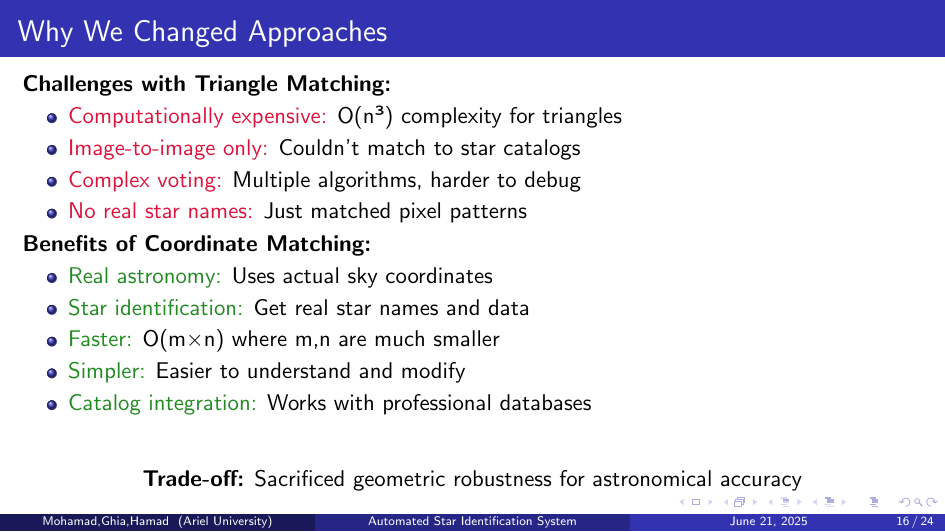 Why We Changed Approaches
Challenges with Triangle Matching:
Computationally expensive: O(n³) complexity for triangles
Image-to-image only: Couldn't match to star catalogs
Complex voting: Multiple algorithms, harder to debug
No real star names: Just matched pixel patterns
Benefits of Coordinate Matching:
Real astronomy: Uses actual sky coordinates
Star identification: Get real star names and data
Faster: O(m×n) where m,n are much smaller
Simpler: Easier to understand and modify
Catalog integration: Works with professional databases
Trade-off: Sacrificed geometric robustness for astronomical accuracy
Mohamad,Ghia,Hamad (Ariel University) Automated Star Identification System June 21, 2025 16 / 24